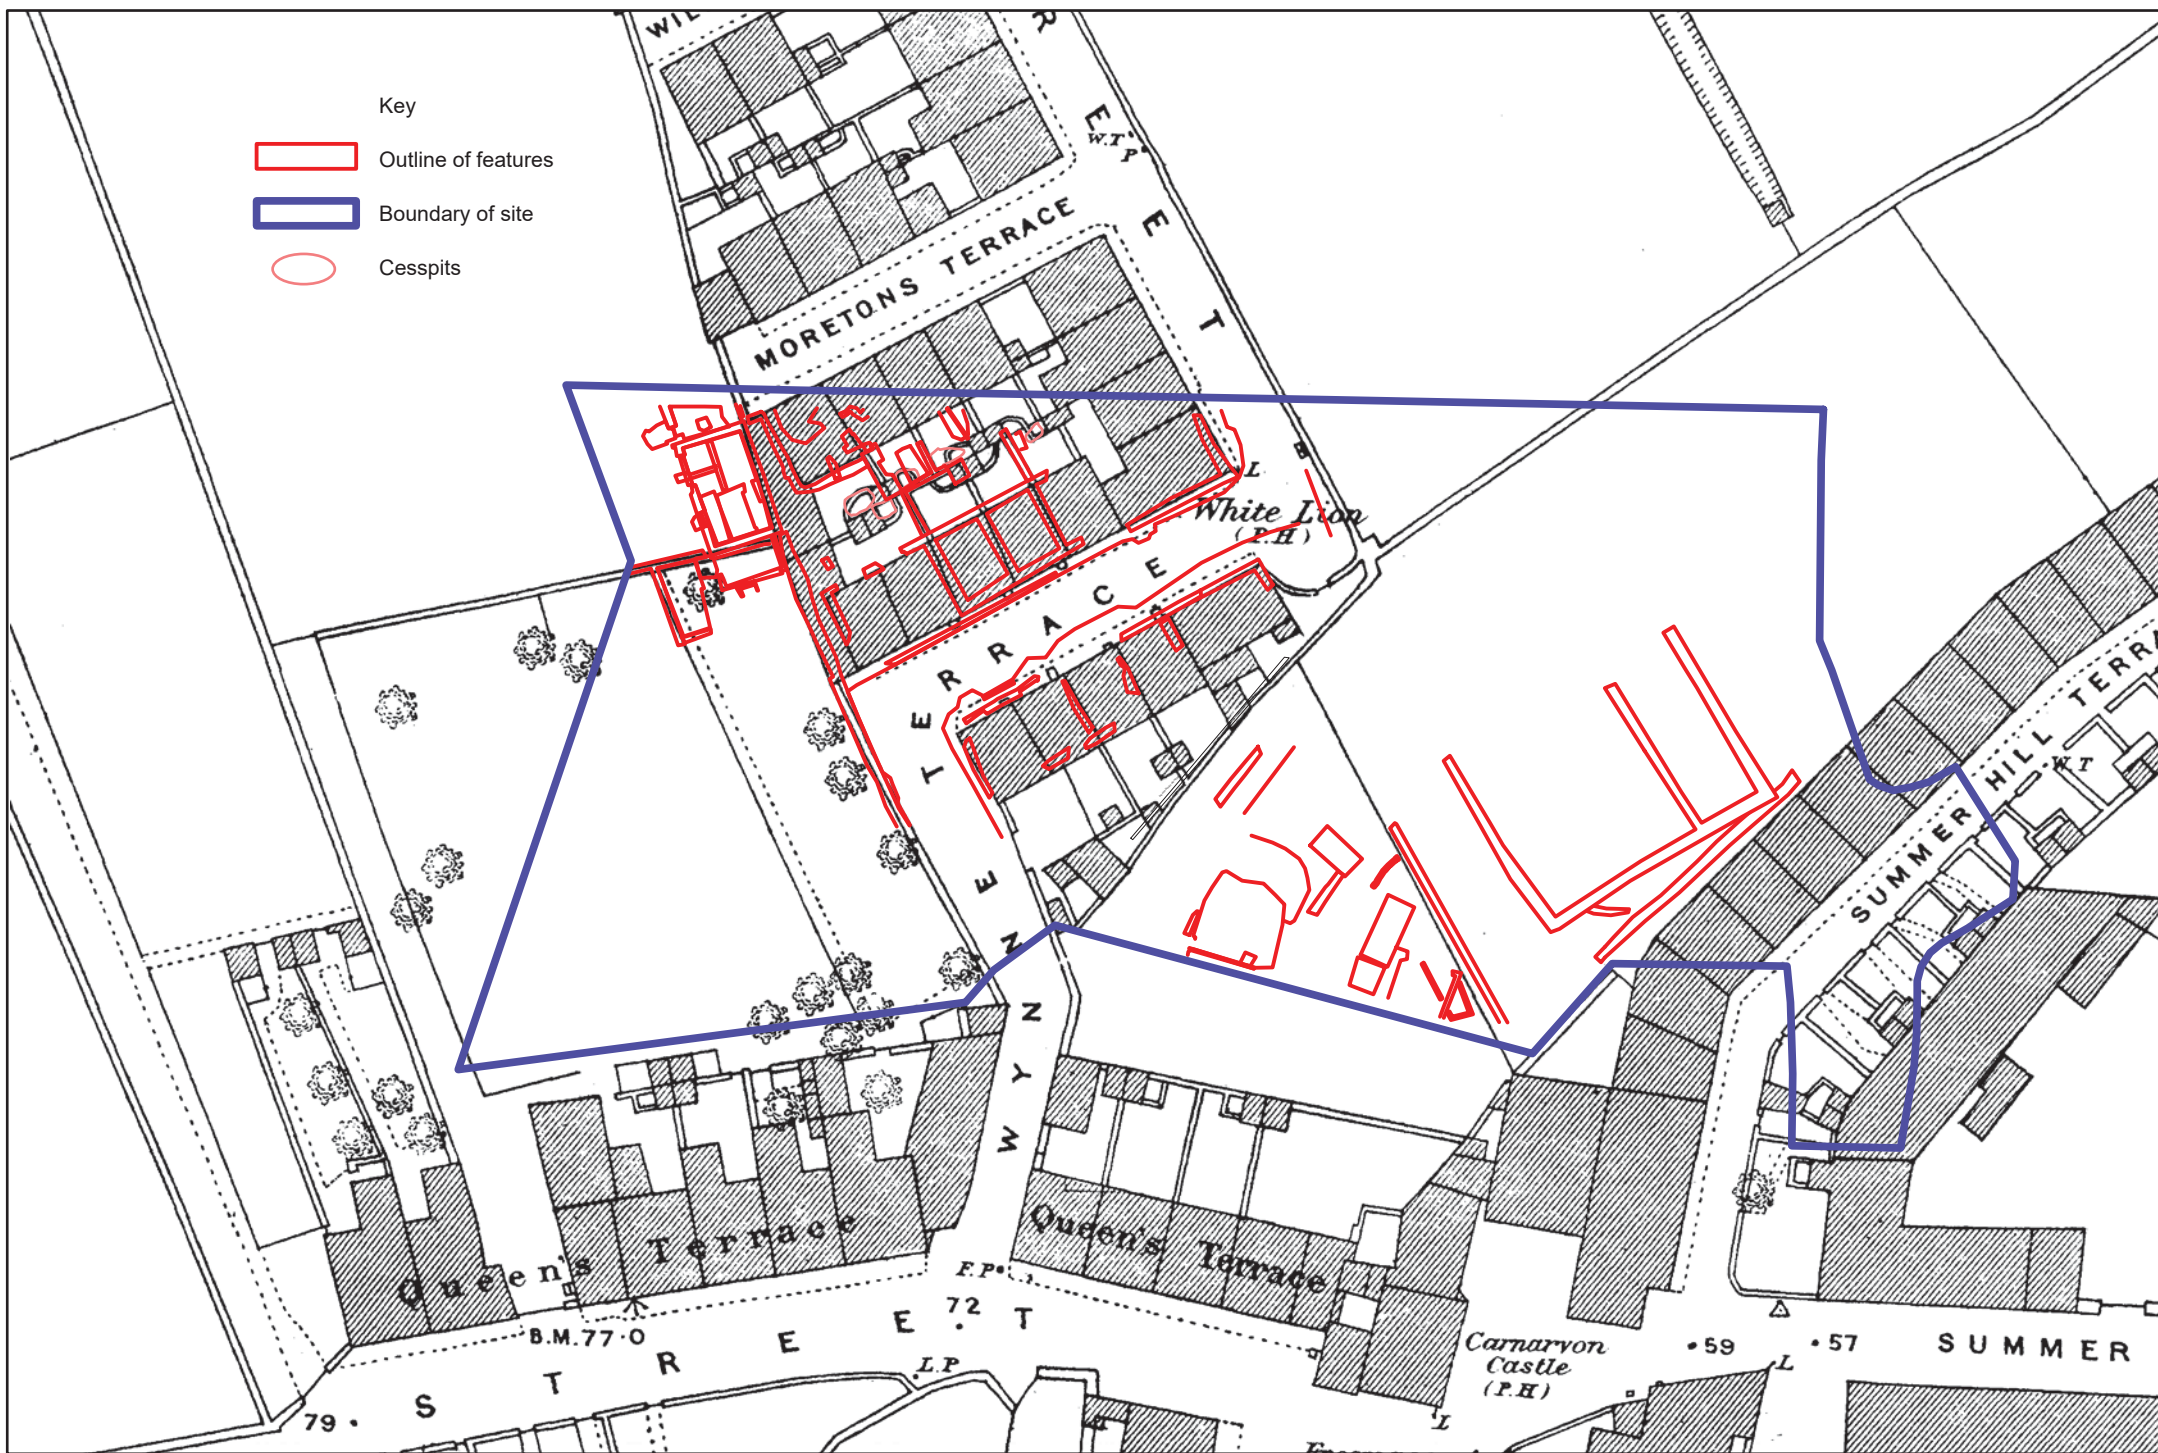 Key
Outline of features
Boundary of site
Cesspits
WIL
R E E T
W.T.
P
MORETONS TERRACE
L
White Lion
(P.H)
TERRACE
WYNNE
SUMMER HILL TERRA
W.T
Queen's Terrace
Queen's Terrace
F.P
72
B.M.77·0
STREET
L.P
79
Carnarvon
Castle
(P.H)
L
59
57
SUMMER
L